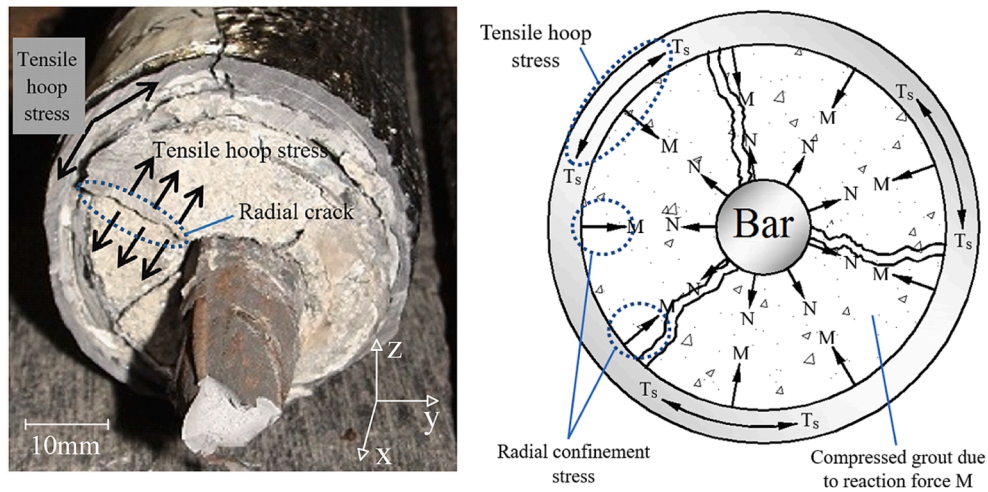 Tensile
hoop
stress
Tensile hoop stress
Radial crack
10mm
z
y
x
Tensile hoop
stress
Ts
Ts
M
M
N
N
M
Ts
N
M
N
Bar
M
N
Ts
N
M
N
M
N
N
M
M
Ts
Ts
Radial confinement
stress
Compressed grout due
to reaction force M